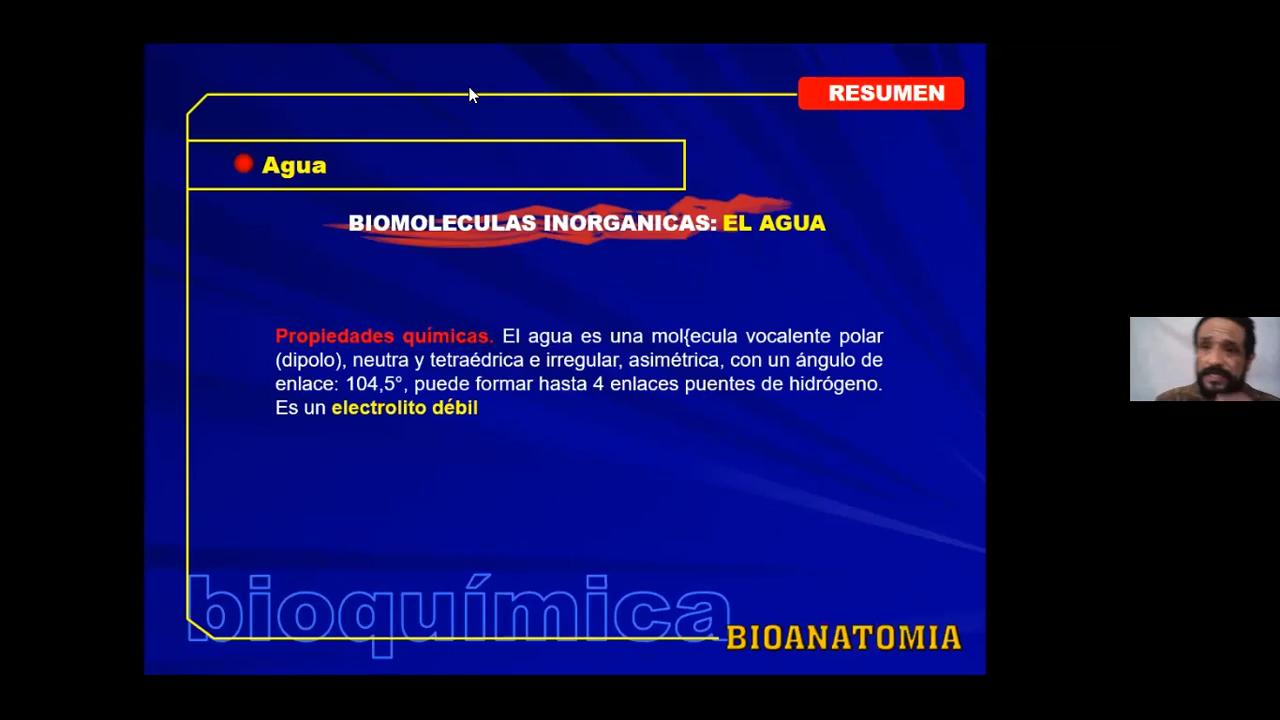 RESUMEN
Agua
BIOMOLECULAS INORGANICAS: EL AGUA
Propiedades químicas. El agua es una mol{ecula vocalente polar
(dipolo), neutra y tetraédrica e irregular, asimétrica, con un ángulo de
enlace: 104,5°, puede formar hasta 4 enlaces puentes de hidrógeno.
Es un electrolito débil
bioquímica
BIOANATOMIA